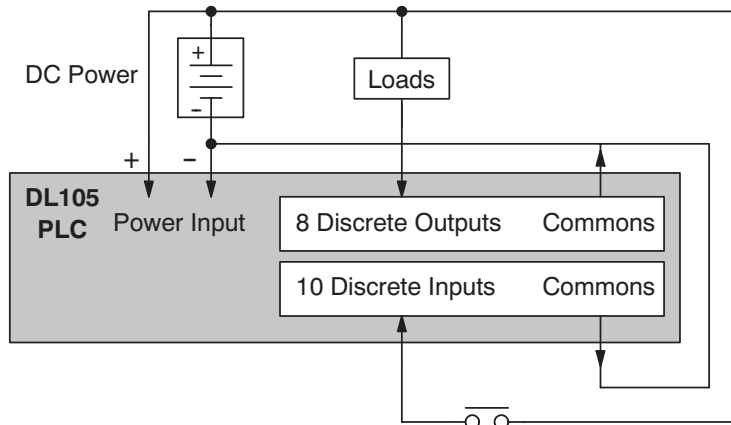 +
DC Power
Loads
-
+ -
DL105
PLC
Power Input
8 Discrete Outputs Commons
10 Discrete Inputs Commons